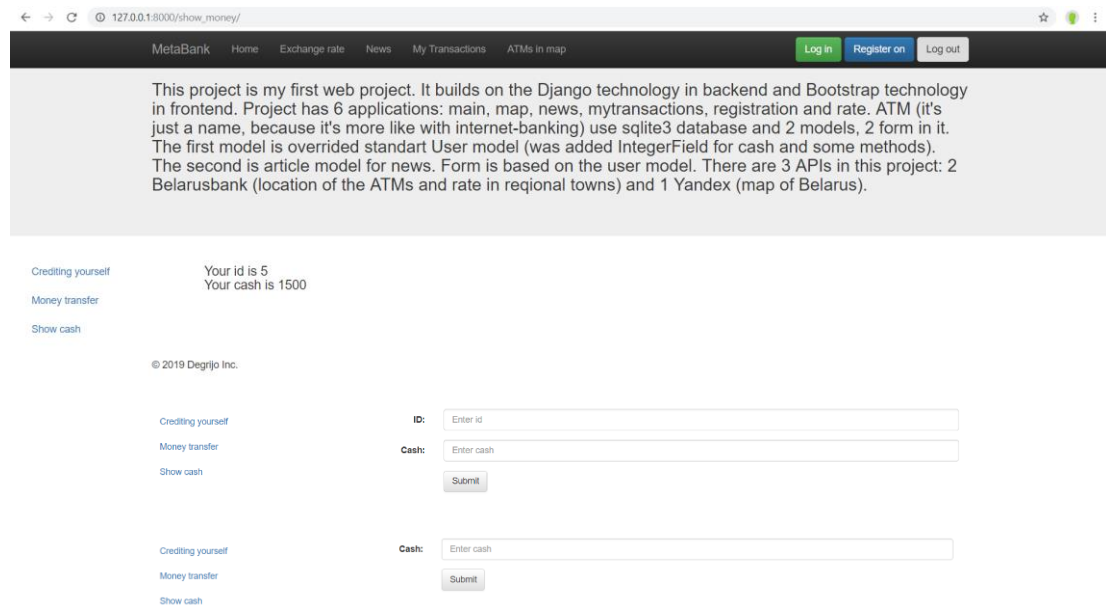 127.0.0.1:8000/show_money/
MetaBank Home Exchange rate News My Transactions ATMs in map Log in Register on Log out
This project is my first web project. It builds on the Django technology in backend and Bootstrap technology
in frontend. Project has 6 applications: main, map, news, mytransactions, registration and rate. ATM (it's
just a name, because it's more like with internet-banking) use sqlite3 database and 2 models, 2 form in it.
The first model is overrided standart User model (was added IntegerField for cash and some methods).
The second is article model for news. Form is based on the user model. There are 3 APIs in this project: 2
Belarusbank (location of the ATMs and rate in reqional towns) and 1 Yandex (map of Belarus).
Crediting yourself
Money transfer
Show cash
Your id is 5
Your cash is 1500
© 2019 Degrijo Inc.
Crediting yourself
Money transfer
Show cash
ID: Enter id
Cash: Enter cash
Submit
Crediting yourself
Money transfer
Show cash
Cash: Enter cash
Submit